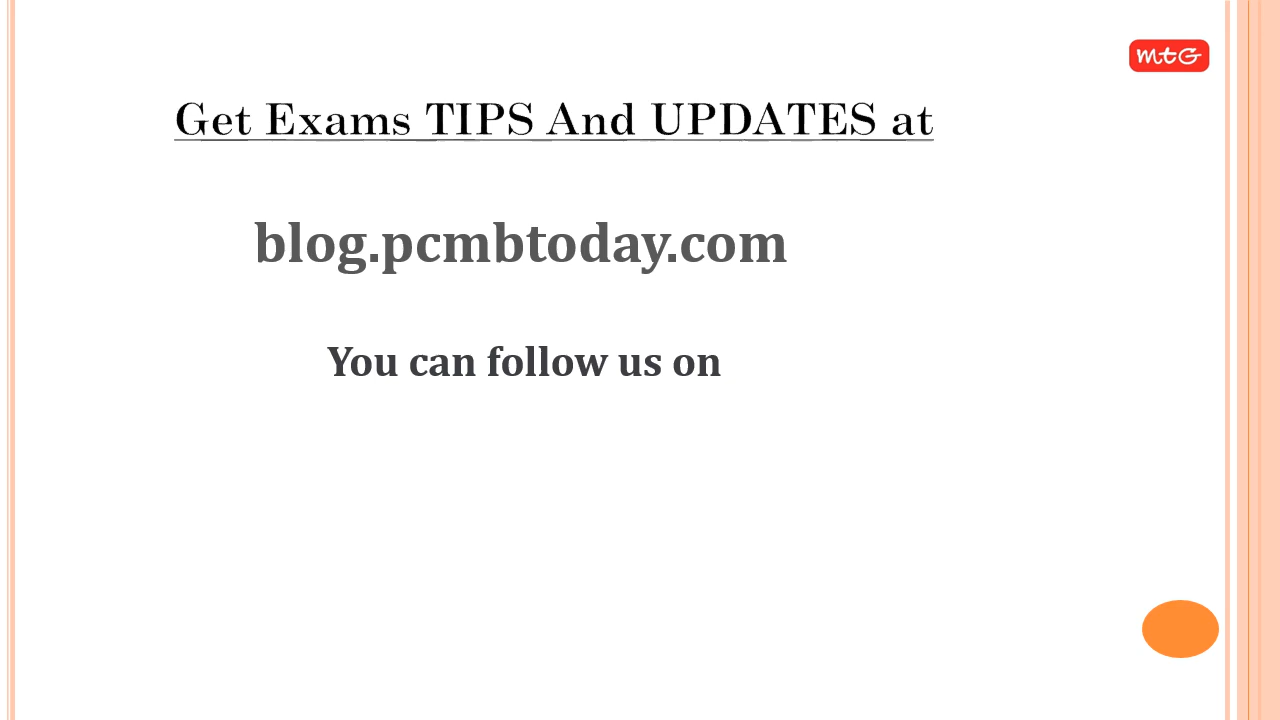 mtG
Get Exams TIPS And UPDATES at
blog.pcmbtoday.com
You can follow us on